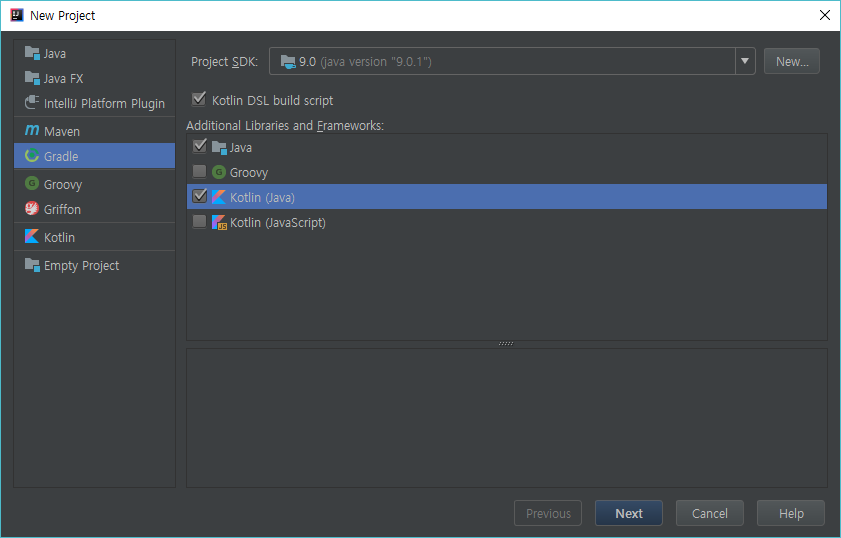 New Project
Java
Java FX
IntelliJ Platform Plugin
Maven
Gradle
Groovy
Griffon
Kotlin
Empty Project
Project SDK: 9.0 (java version "9.0.1") New...
Kotlin DSL build script
Additional Libraries and Frameworks:
Java
Groovy
Kotlin (Java)
Kotlin (JavaScript)
Previous Next Cancel Help